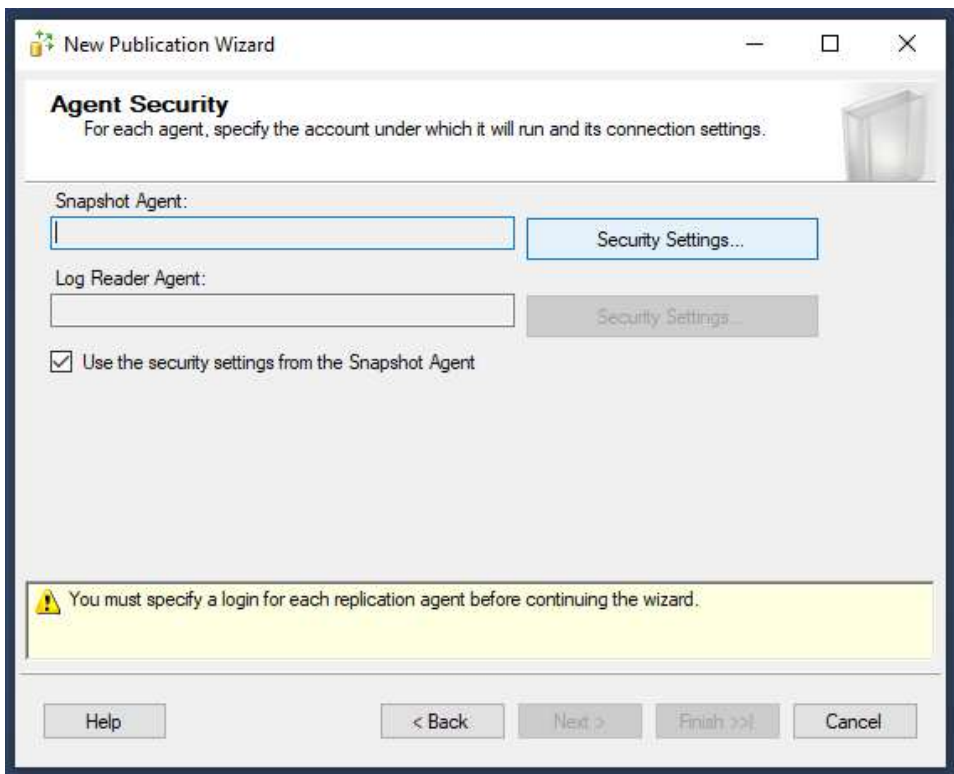 New Publication Wizard
Agent Security
For each agent, specify the account under which it will run and its connection settings.
Snapshot Agent:
Security Settings...
Log Reader Agent:
Security Settings...
Use the security settings from the Snapshot Agent
You must specify a login for each replication agent before continuing the wizard.
Help
< Back
Next >
Finish >>|
Cancel